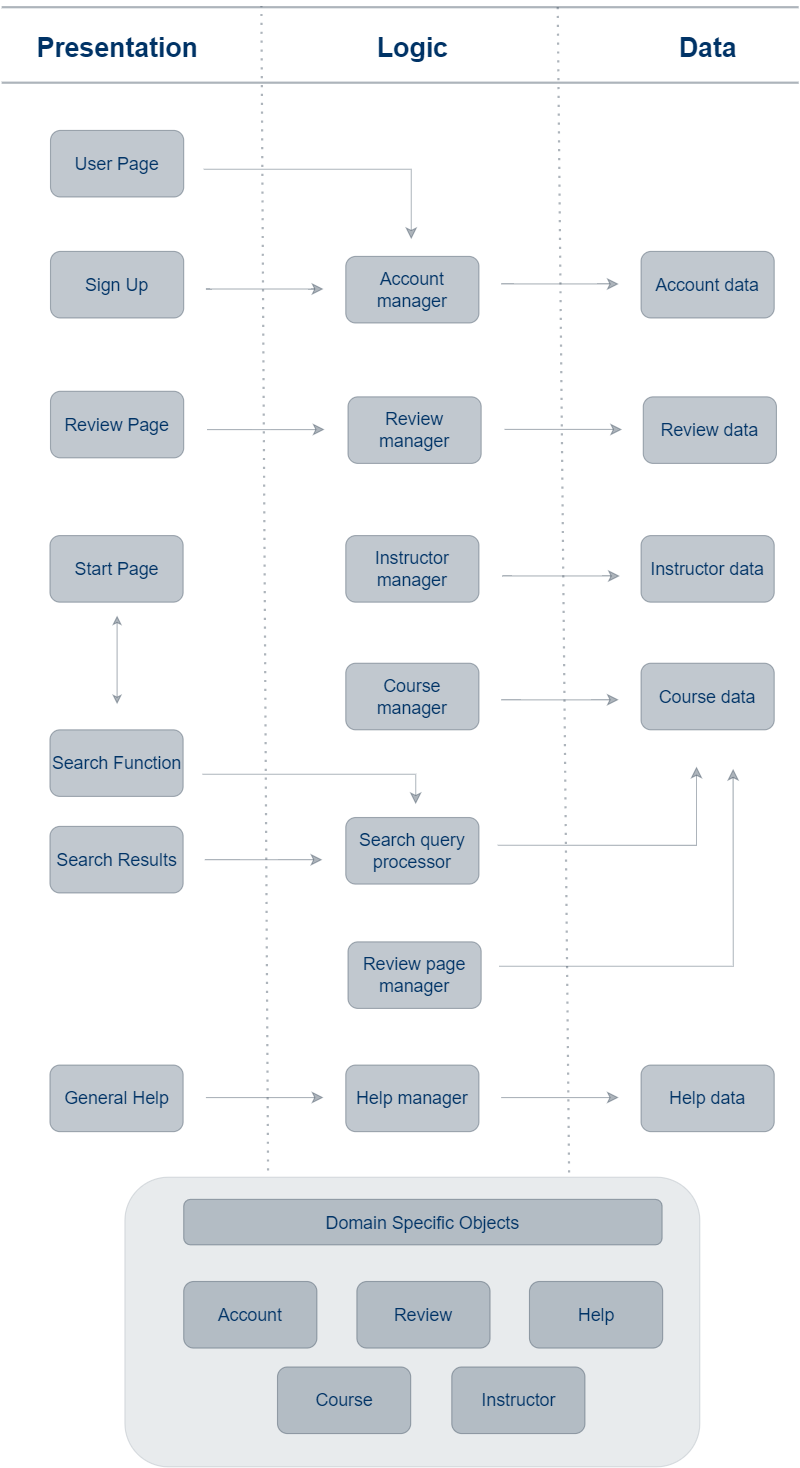 Presentation
Logic
Data
User Page
Sign Up
Account
manager
Account data
Review Page
Review
manager
Review data
Start Page
Instructor
manager
Instructor data
Course
manager
Course data
Search Function
Search query
processor
Search Results
Review page
manager
General Help
Help manager
Help data
Domain Specific Objects
Account
Review
Help
Course
Instructor